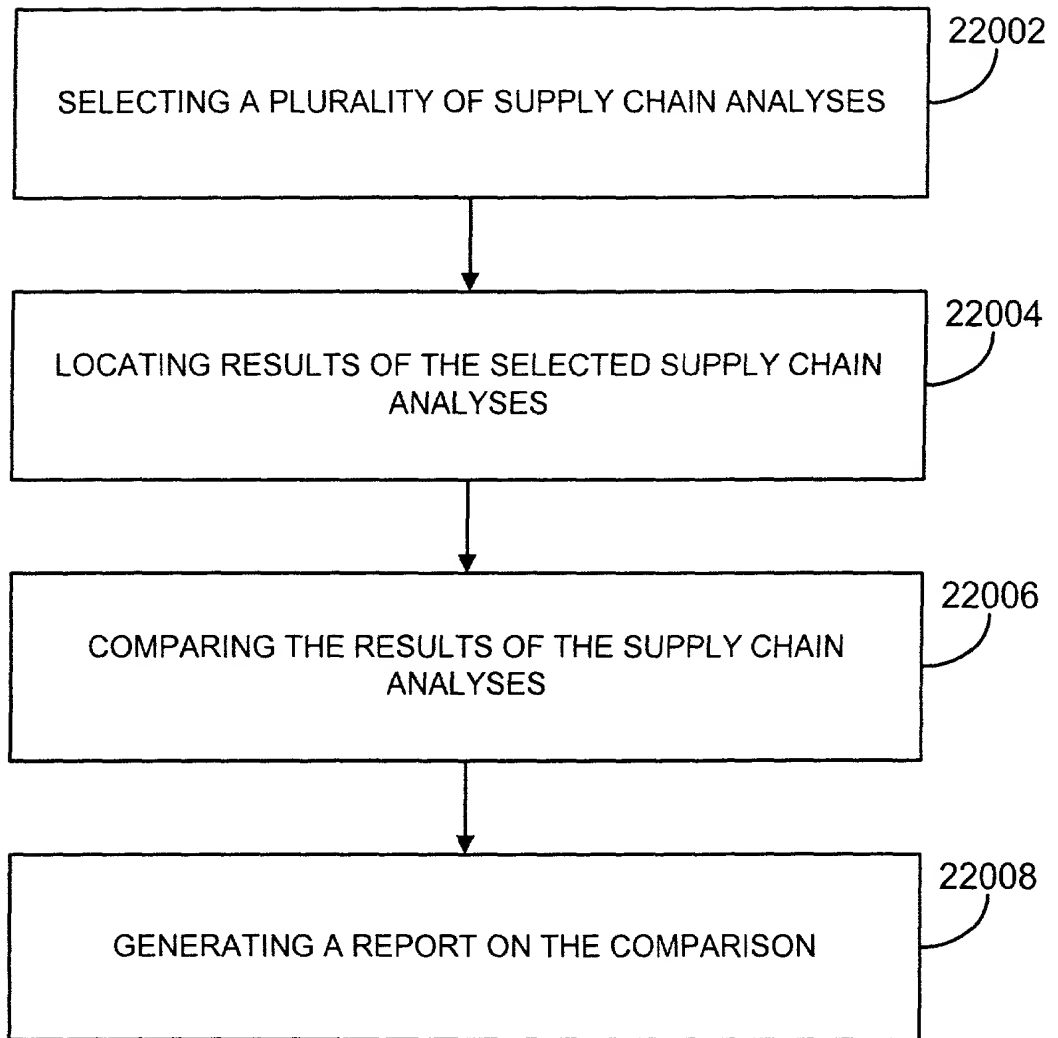 22002
SELECTING A PLURALITY OF SUPPLY CHAIN ANALYSES
22004
LOCATING RESULTS OF THE SELECTED SUPPLY CHAIN
ANALYSES
22006
COMPARING THE RESULTS OF THE SUPPLY CHAIN
ANALYSES
22008
GENERATING A REPORT ON THE COMPARISON